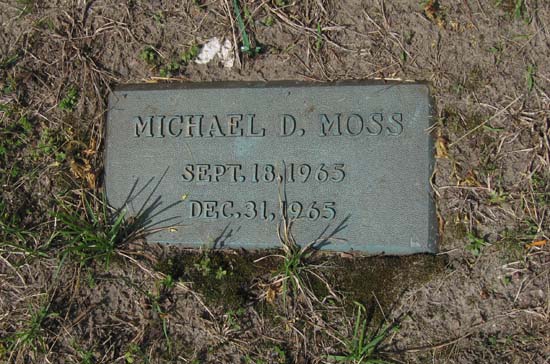 MICHAEL D. MOSS
SEPT. 18, 1965
DEC. 31, 1965